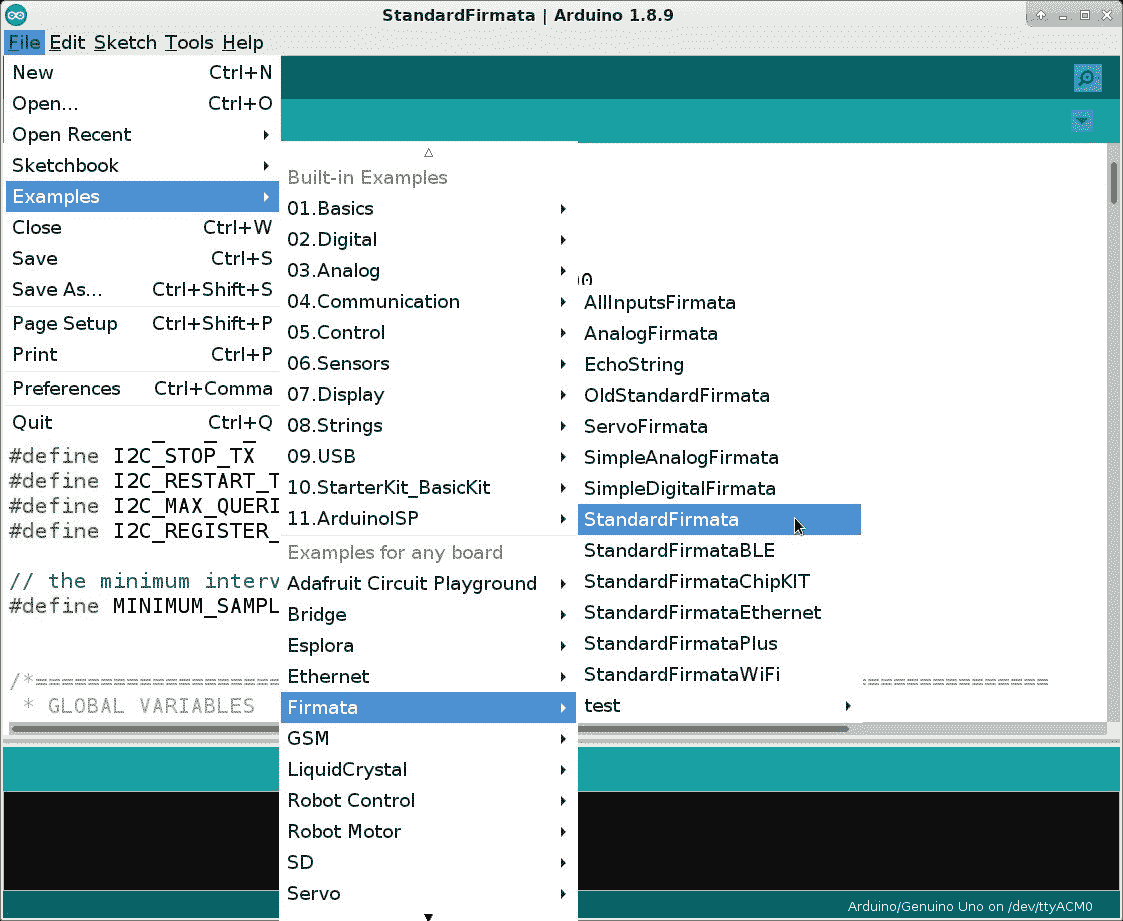 StandardFirmata | Arduino 1.8.9
File Edit Sketch Tools Help
New Ctrl+N
Open... Ctrl+O
Open Recent
Sketchbook
Examples
Close Ctrl+W
Save Ctrl+S
Save As... Ctrl+Shift+S
Page Setup Ctrl+Shift+P
Print Ctrl+P
Preferences Ctrl+Comma
Quit Ctrl+Q
Built-in Examples
01.Basics
02.Digital
03.Analog
04.Communication
05.Control
06.Sensors
07.Display
08.Strings
09.USB
10.StarterKit_BasicKit
11.ArduinoISP
Examples for any board
Adafruit Circuit Playground
Bridge
Esplora
Ethernet
Firmata
GSM
LiquidCrystal
Robot Control
Robot Motor
SD
Servo
AllInputsFirmata
AnalogFirmata
EchoString
OldStandardFirmata
ServoFirmata
SimpleAnalogFirmata
SimpleDigitalFirmata
StandardFirmata
StandardFirmataBLE
StandardFirmataChipKIT
StandardFirmataEthernet
StandardFirmataPlus
StandardFirmataWiFi
test
#define I2C_STOP_TX
#define I2C_RESTART_T
#define I2C_MAX_QUERI
#define I2C_REGISTER_
// the minimum interv
#define MINIMUM_SAMPL
/*==============================
* GLOBAL VARIABLES
Arduino/Genuino Uno on /dev/ttyACM0